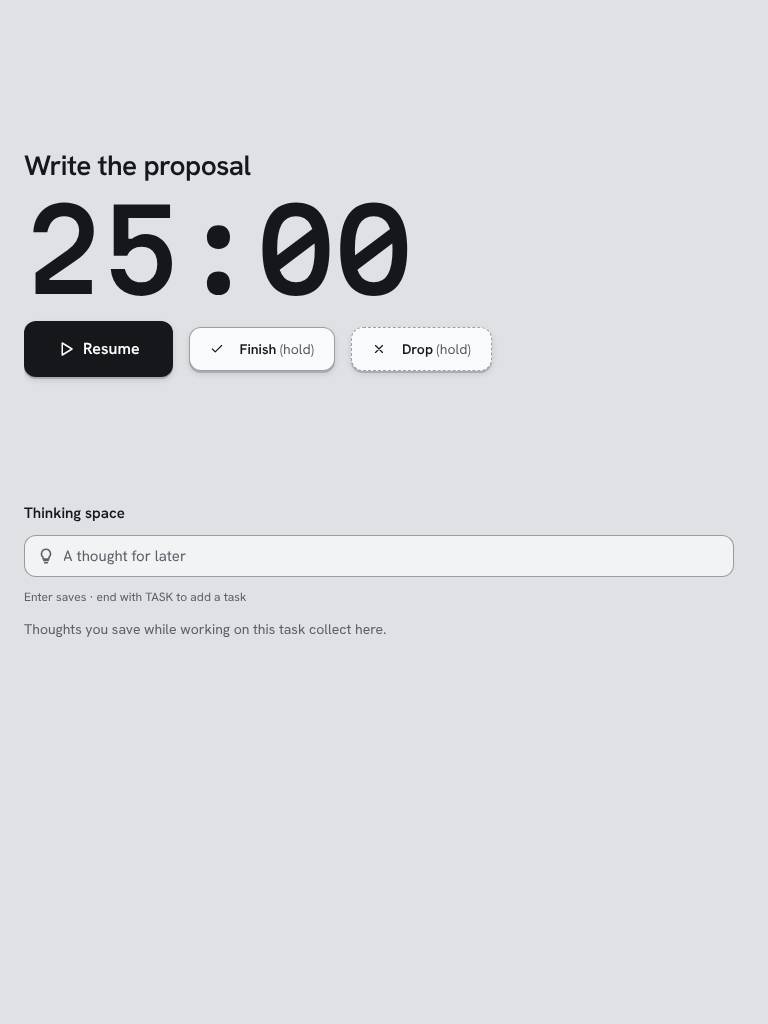 Write the proposal
25:00
Resume Finish (hold) Drop (hold)
Thinking space
A thought for later
Enter saves · end with TASK to add a task
Thoughts you save while working on this task collect here.